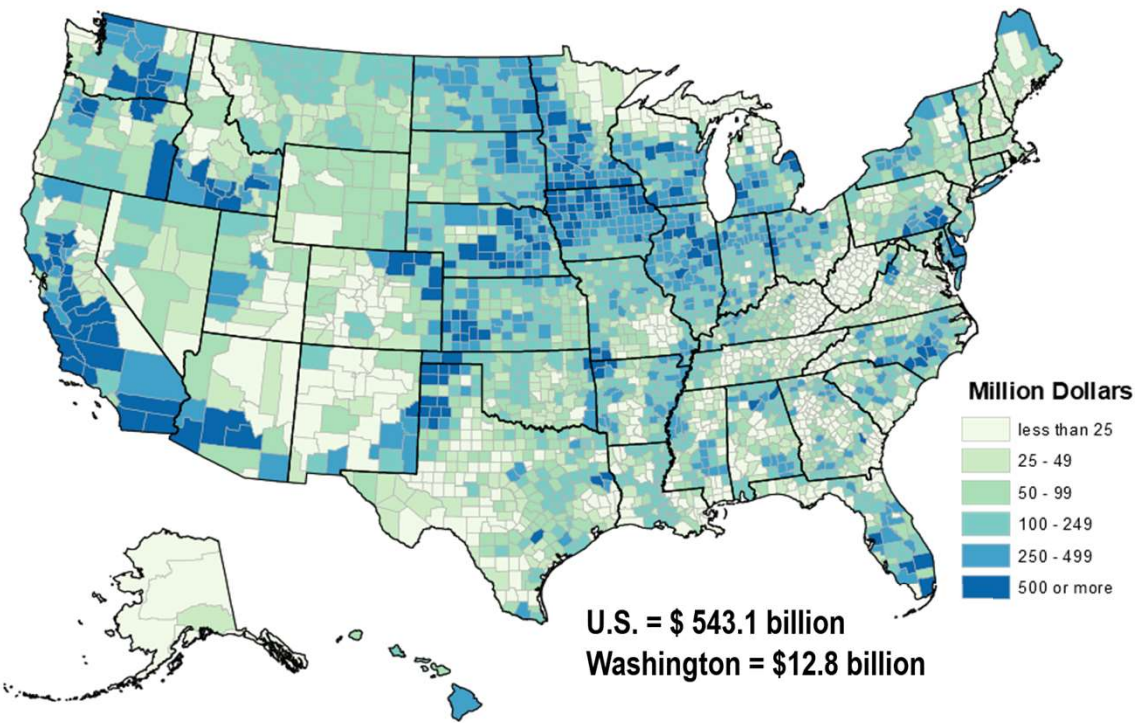 Million Dollars
less than 25
25 - 49
50 - 99
100 - 249
250 - 499
500 or more
U.S. = $ 543.1 billion
Washington = $12.8 billion